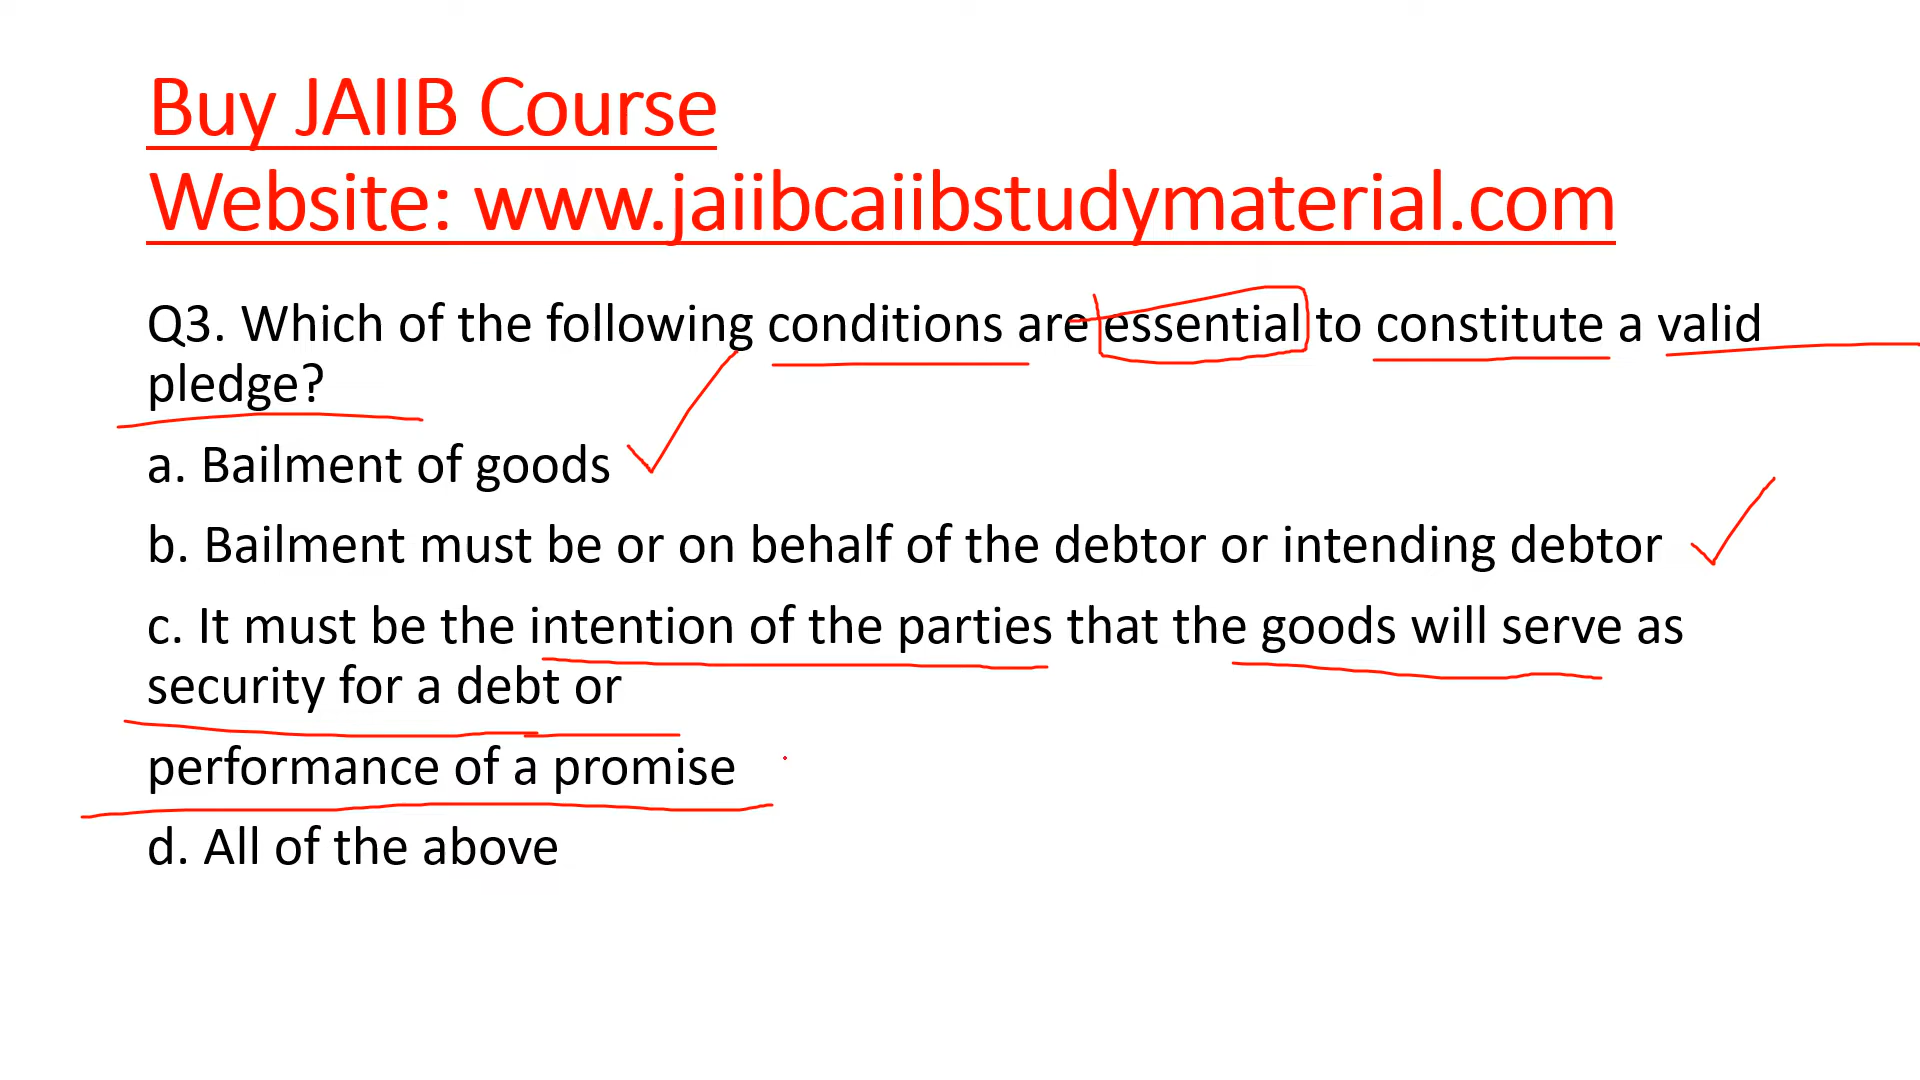 Buy JAIIB Course
Website: www.jaiibcaiibstudymaterial.com
Q3. Which of the following conditions are essential to constitute a valid
pledge?
a. Bailment of goods
b. Bailment must be or on behalf of the debtor or intending debtor
c. It must be the intention of the parties that the goods will serve as
security for a debt or
performance of a promise
d. All of the above